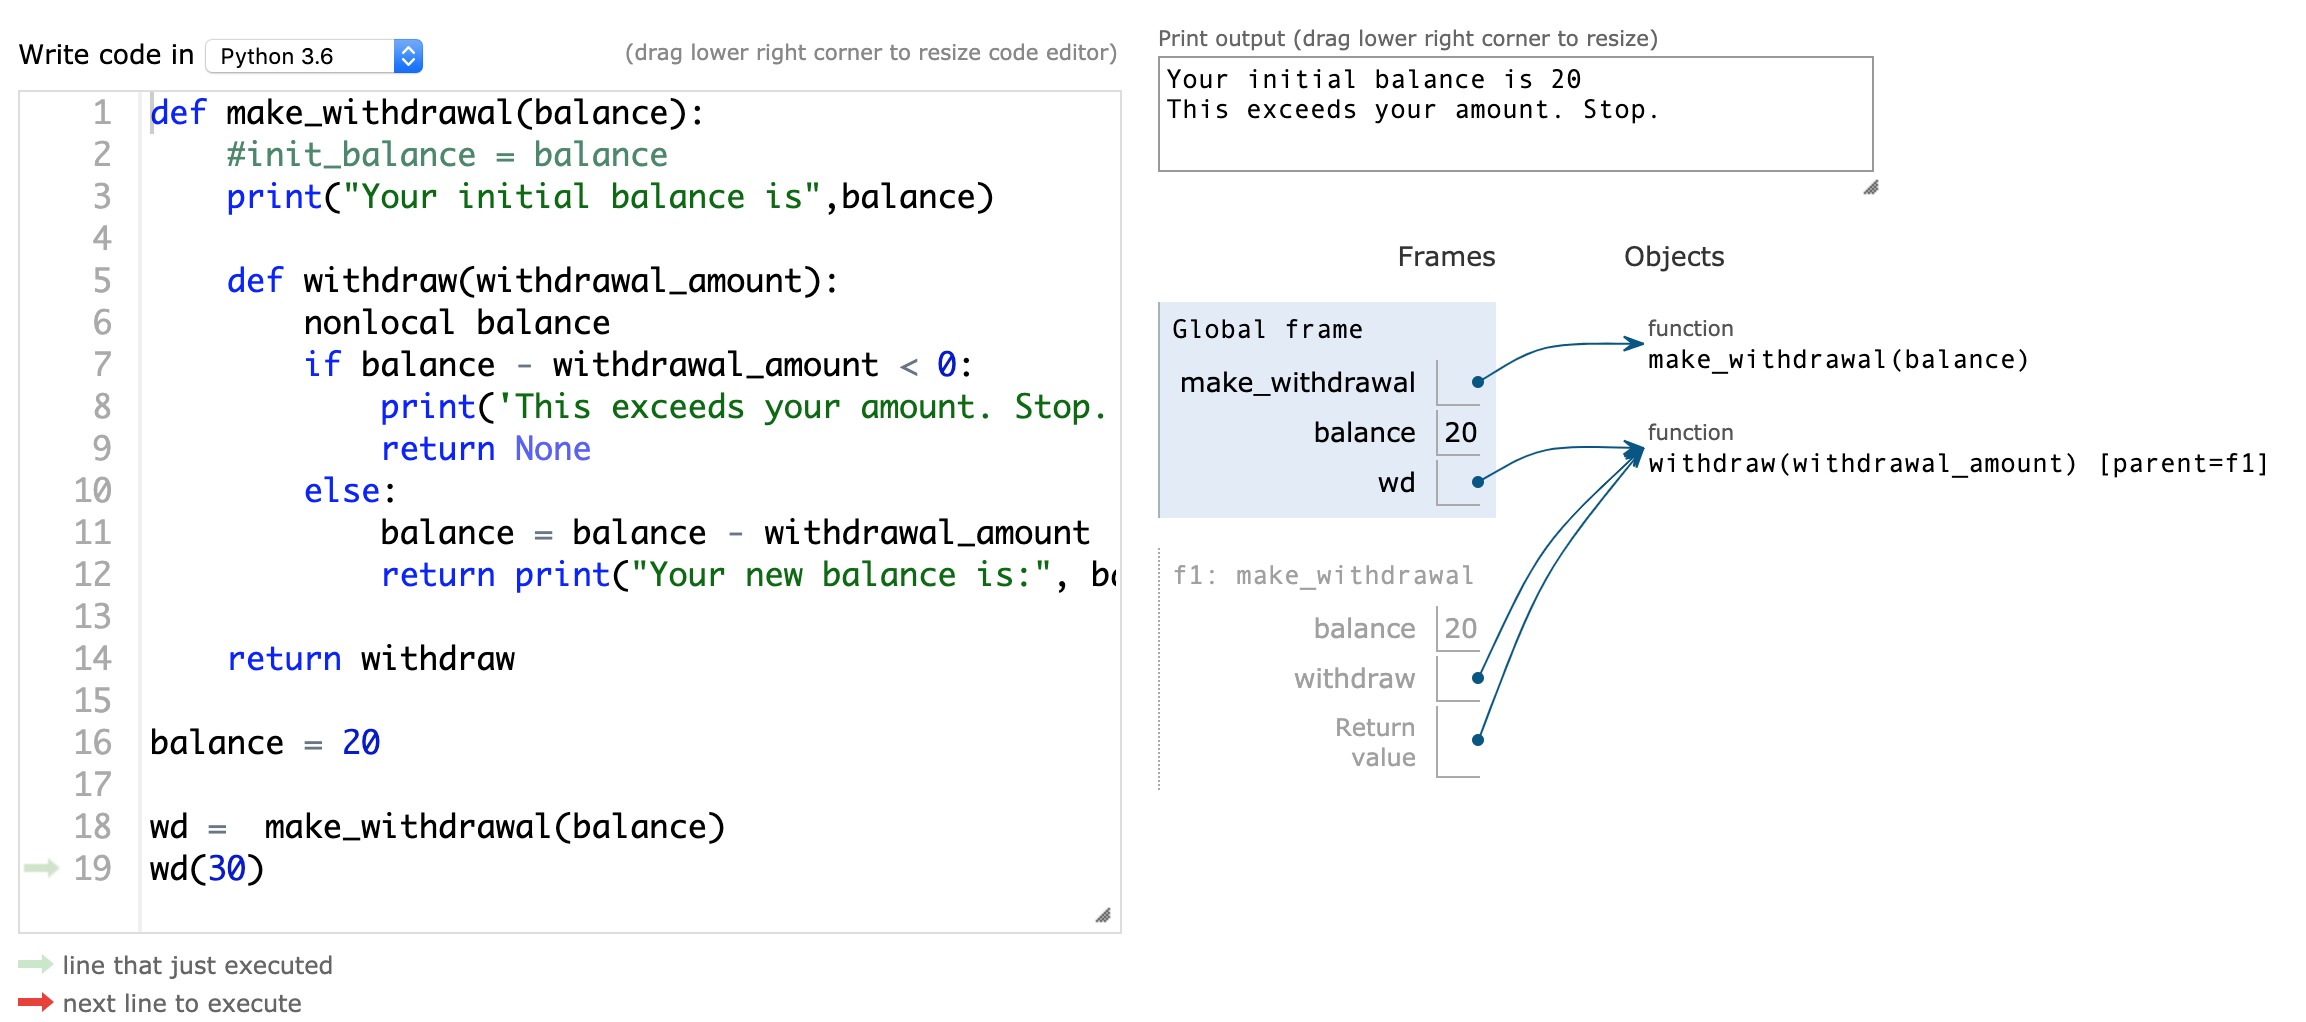 Write code in Python 3.6 (drag lower right corner to resize code editor)
1 def make_withdrawal(balance):
2     #init_balance = balance
3     print("Your initial balance is",balance)
4
5     def withdraw(withdrawal_amount):
6         nonlocal balance
7         if balance - withdrawal_amount < 0:
8             print('This exceeds your amount. Stop.
9             return None
10         else:
11             balance = balance - withdrawal_amount
12             return print("Your new balance is:",
13
14     return withdraw
15
16 balance = 20
17
18 wd =  make_withdrawal(balance)
19 wd(30)
line that just executed
next line to execute
Print output (drag lower right corner to resize)
Your initial balance is 20
This exceeds your amount. Stop.
Frames Objects
Global frame
make_withdrawal
balance 20
wd
function
make_withdrawal(balance)
function
withdraw(withdrawal_amount) [parent=f1]
f1: make_withdrawal
balance 20
withdraw
Return
value